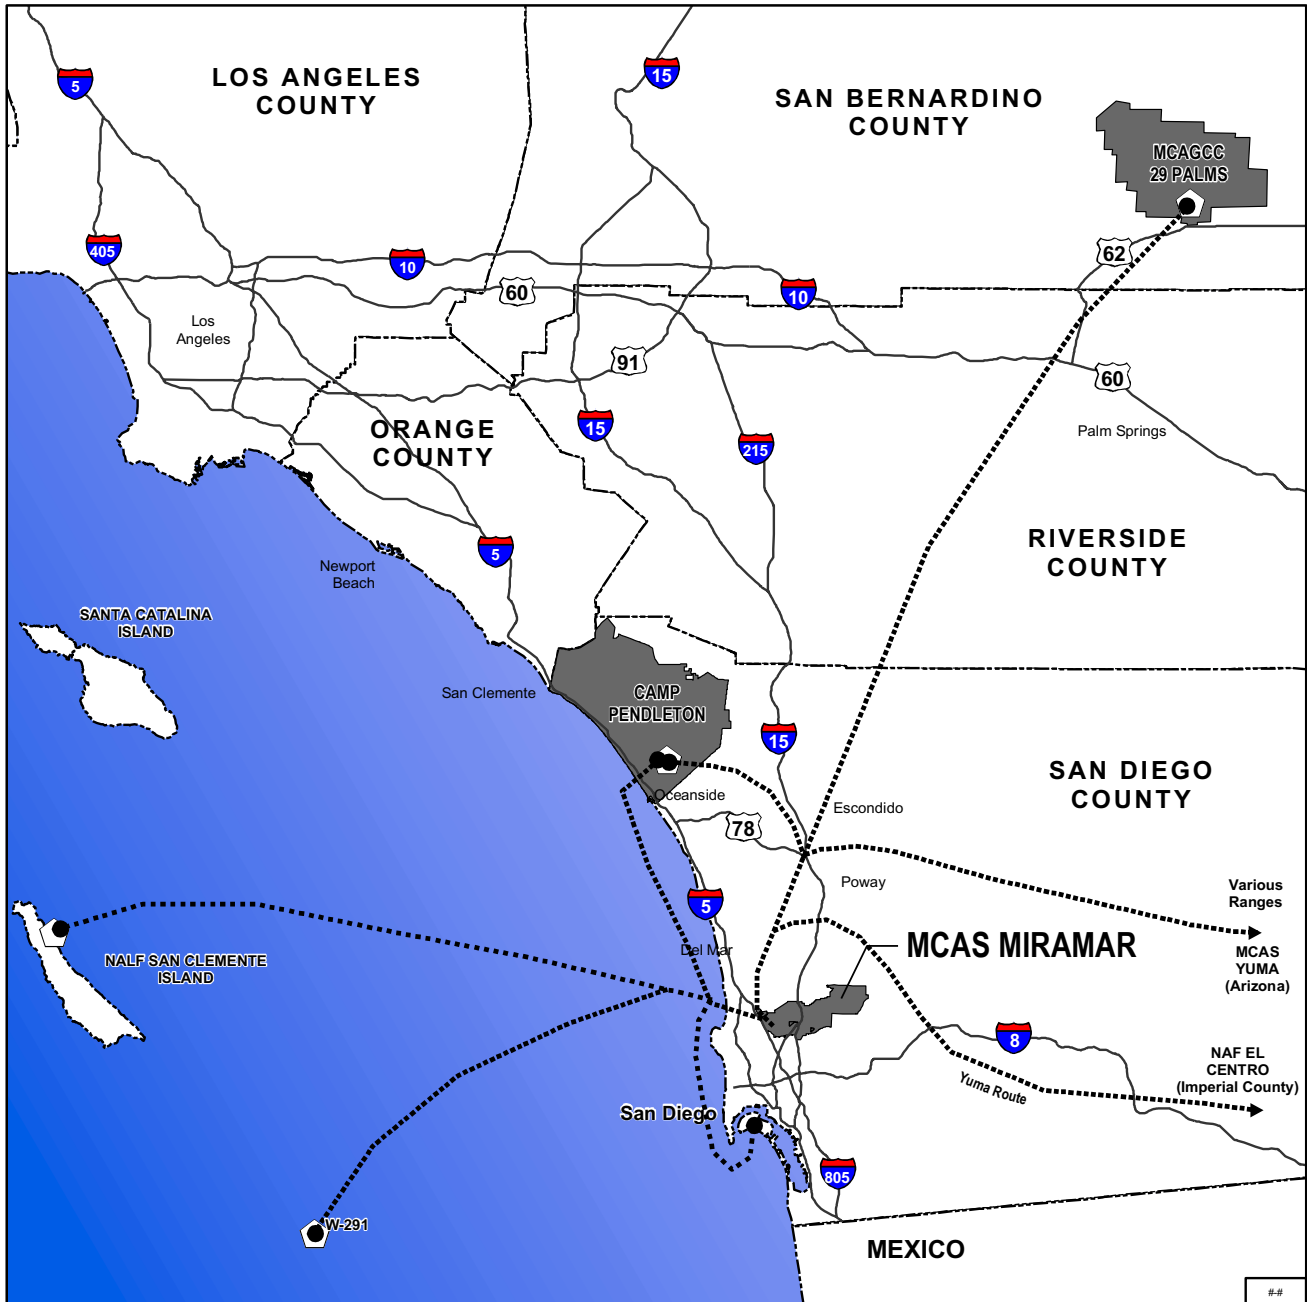 5
LOS ANGELES
COUNTY
15
SAN BERNARDINO
COUNTY
MCAGCC
29 PALMS
405
10
62
60
10
Los
Angeles
91
60
ORANGE
COUNTY
15
215
Palm Springs
5
RIVERSIDE
COUNTY
Newport
Beach
SANTA CATALINA
ISLAND
San Clemente
CAMP
PENDLETON
15
SAN DIEGO
COUNTY
Oceanside
Escondido
78
Poway
Various
Ranges
5
Del Mar
MCAS MIRAMAR
MCAS
YUMA
(Arizona)
NALF SAN CLEMENTE
ISLAND
8
NAF EL
CENTRO
(Imperial County)
Yuma Route
San Diego
805
W-291
MEXICO
#-#